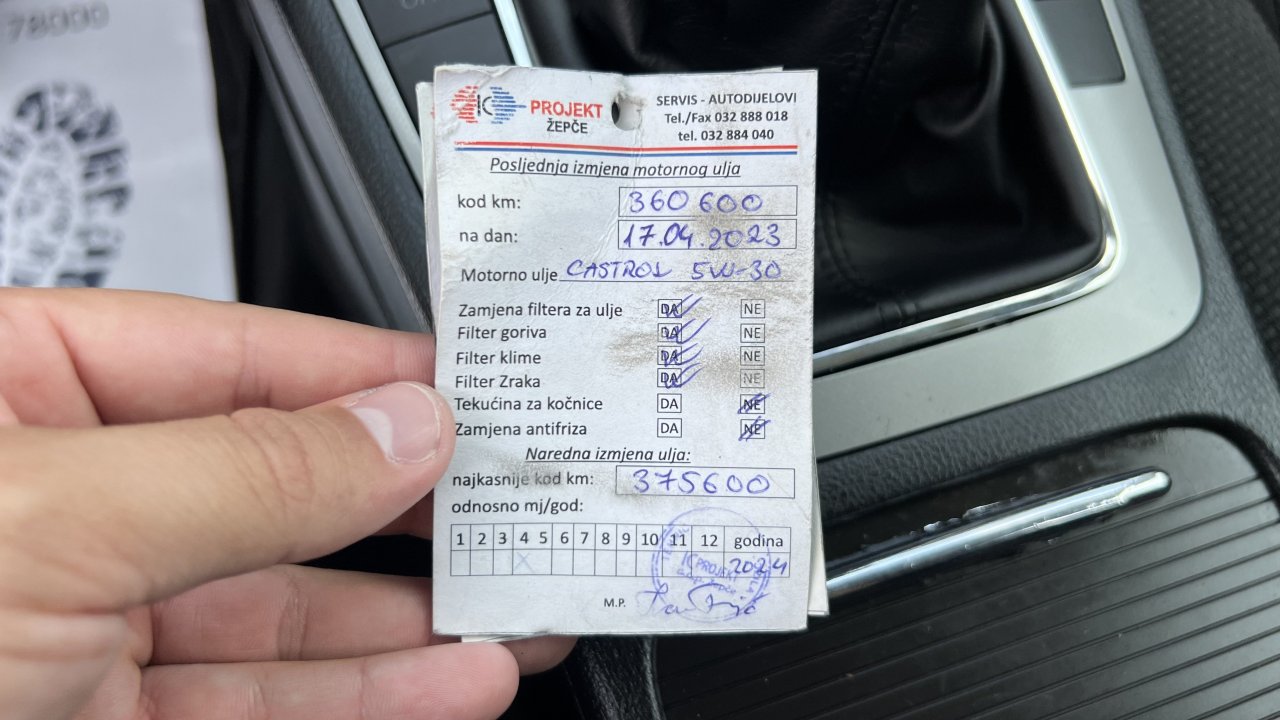 78000
IC PROJEKT
ŽEPČE
SERVIS - AUTODIJELOVI
Tel./Fax 032 888 018
tel. 032 884 040
Posljednja izmjena motornog ulja
kod km: 360 600
na dan: 17.04.2023
Motorno ulje CASTROL 5W-30
Zamjena filtera za ulje DA NE
Filter goriva DA NE
Filter klime DA NE
Filter Zraka DA NE
Tekućina za kočnice DA NE
Zamjena antifriza DA NE
Naredna izmjena ulja:
najkasnije kod km: 375600
odnosno mj/god:
1 2 3 4 5 6 7 8 9 10 11 12 godina
X 2024
IC PROJEKT
M.P.